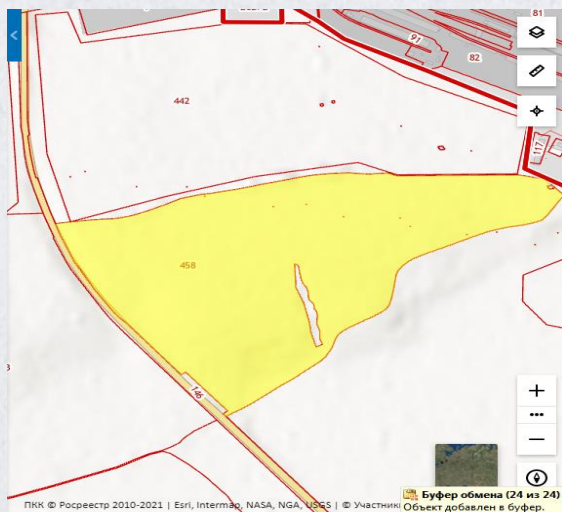 81
91
82
442
117
458
146
ПКК © Росреестр 2010-2021 | Esri, Intermap, NASA, NGA, USGS | © Участники
Буфер обмена (24 из 24)
Объект добавлен в буфер.